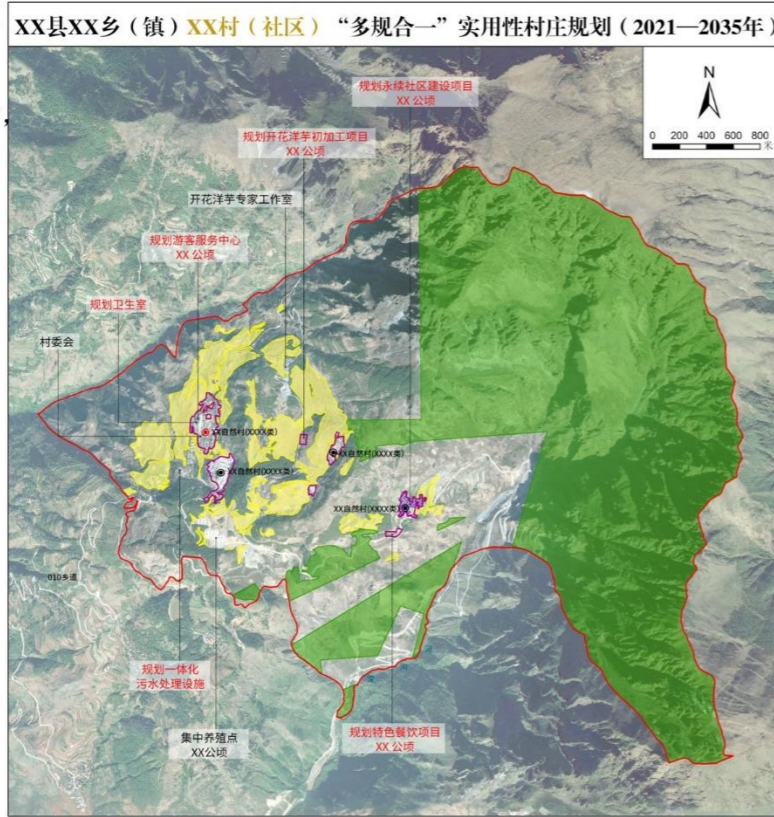 XX县XX乡（镇）XX村（社区）“多规合一”实用性村庄规划（2021—2035年）
N
0 200 400 600 800
米
规划永续社区建设项目
XX 公顷
规划开花洋芋初加工项目
XX 公顷
开花洋芋专家工作室
规划游客服务中心
XX 公顷
规划卫生室
村委会
XX自然村(XXXX类)
XX自然村(XXXX类)
XX自然村(XXXX类)
XX自然村(XXXX类)
010乡道
规划一体化
污水处理设施
集中养殖点
XX公顷
规划特色餐饮项目
XX 公顷